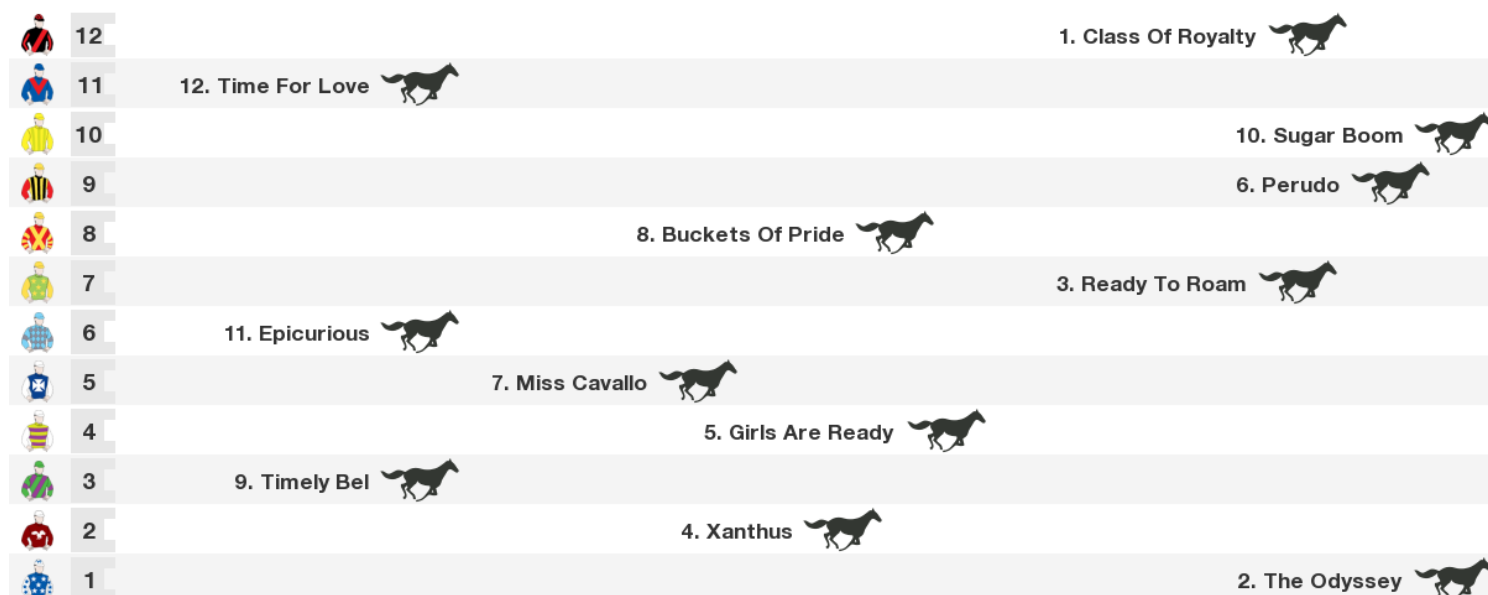 12 1. Class Of Royalty
11 12. Time For Love
10 10. Sugar Boom
9 6. Perudo
8 8. Buckets Of Pride
7 3. Ready To Roam
6 11. Epicurious
5 7. Miss Cavallo
4 5. Girls Are Ready
3 9. Timely Bel
2 4. Xanthus
1 2. The Odyssey